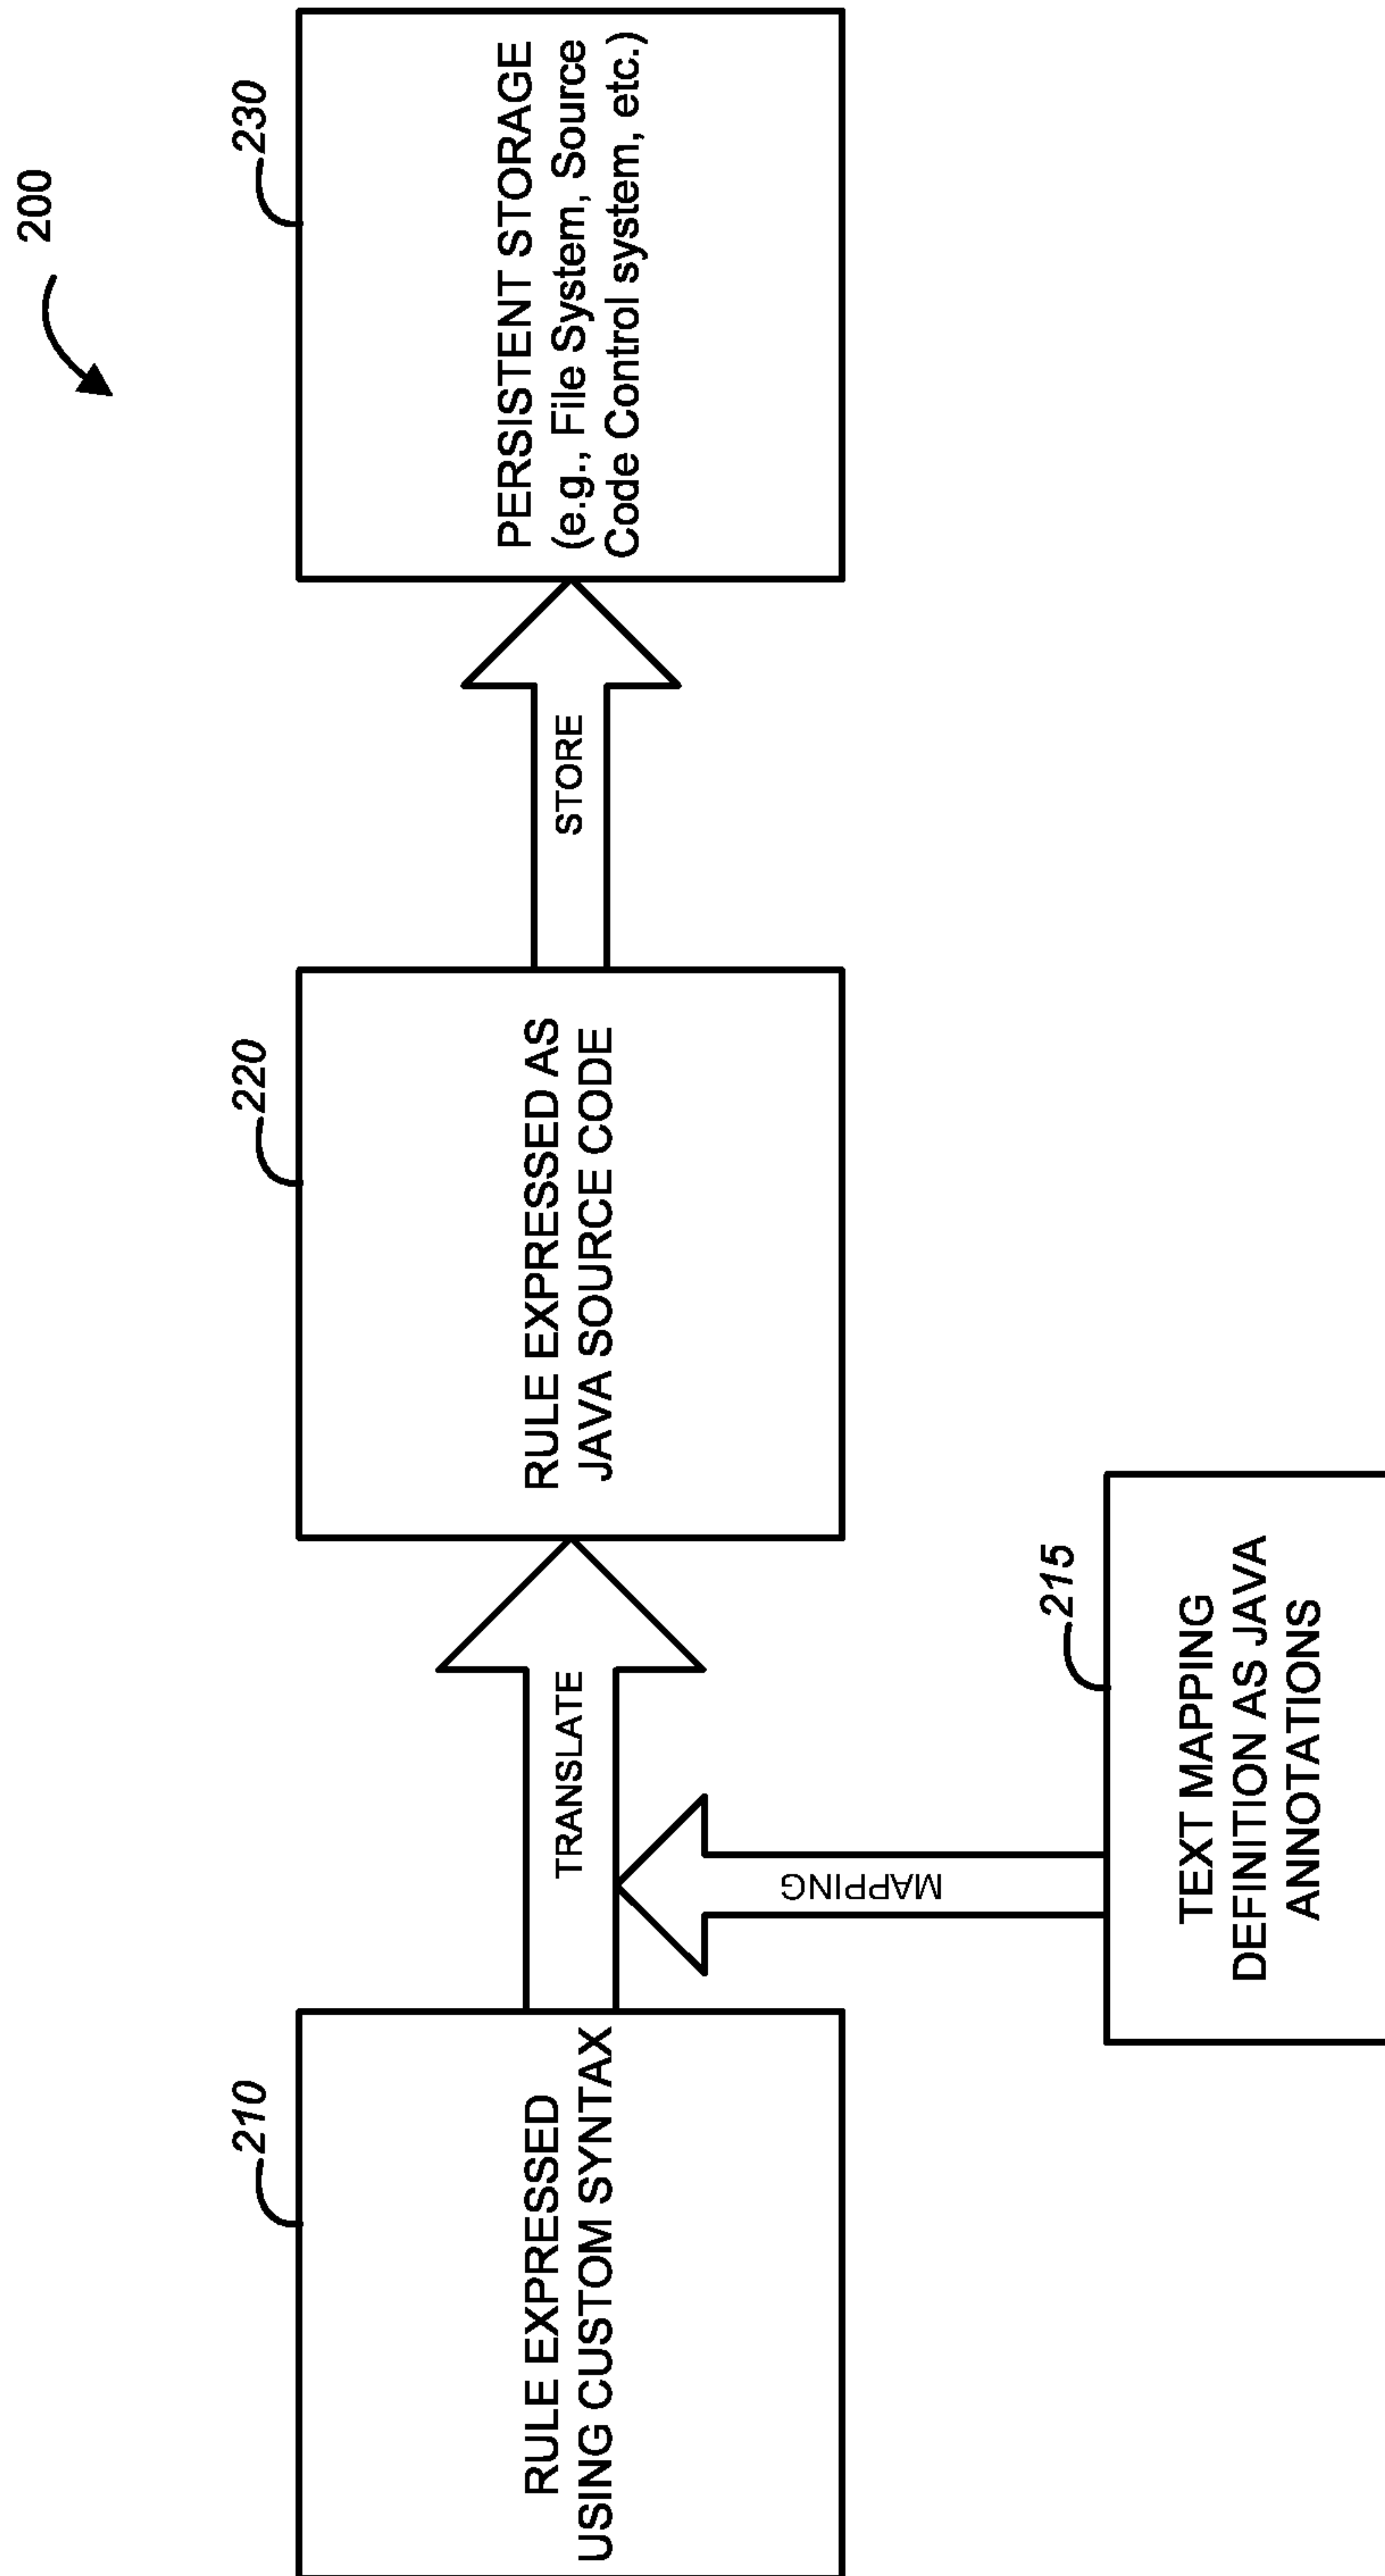 200
210
RULE EXPRESSED
USING CUSTOM SYNTAX
TRANSLATE
220
RULE EXPRESSED AS
JAVA SOURCE CODE
STORE
230
PERSISTENT STORAGE
(e.g., File System, Source
Code Control system, etc.)
MAPPING
215
TEXT MAPPING
DEFINITION AS JAVA
ANNOTATIONS